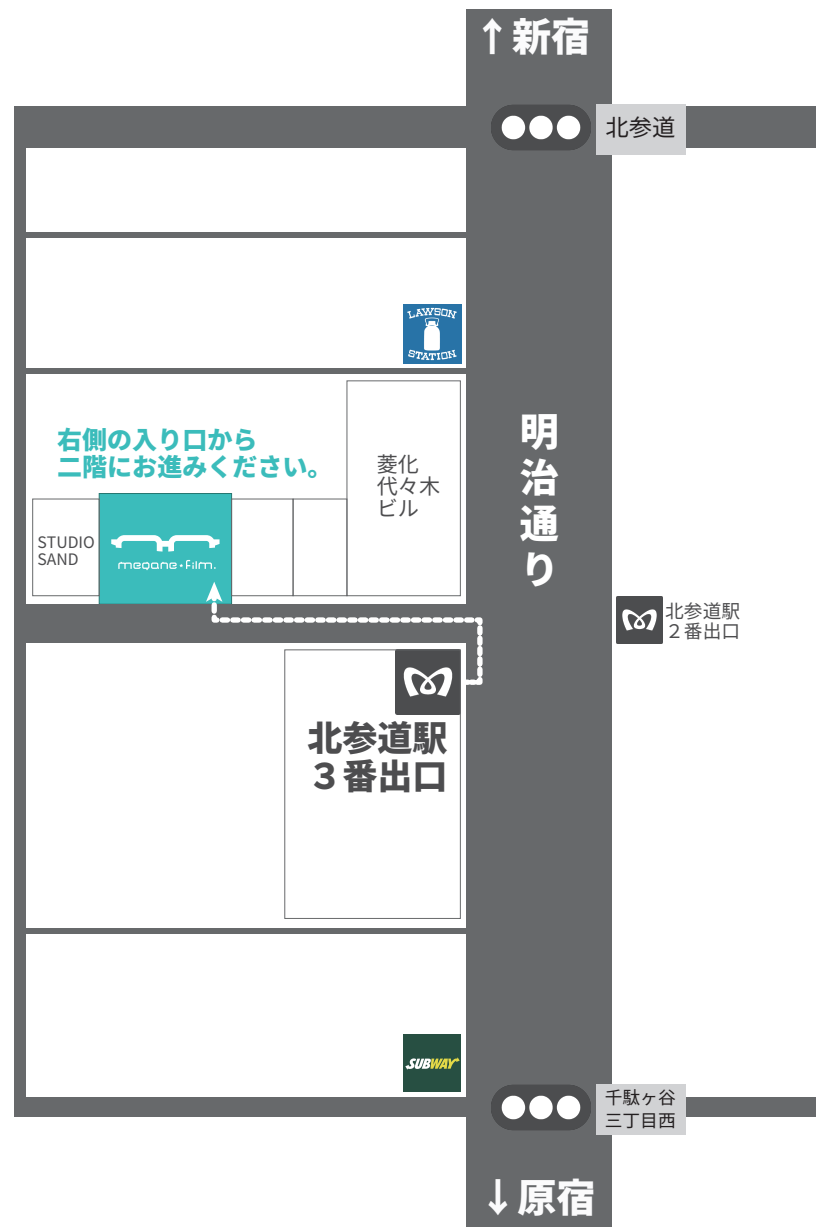 ↑新宿
北参道
LAWSON
STATION
右側の入り口から
二階にお進みください。
菱化
代々木
ビル
明治通り
STUDIO
SAND
megane・film.
北参道駅
２番出口
北参道駅
３番出口
SUBWAY
千駄ヶ谷
三丁目西
↓原宿